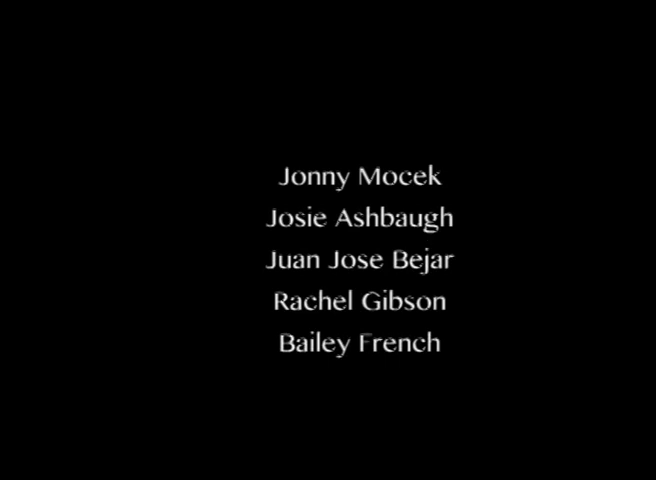 Jonny Mocek
Josie Ashbaugh
Juan Jose Bejar
Rachel Gibson
Bailey French